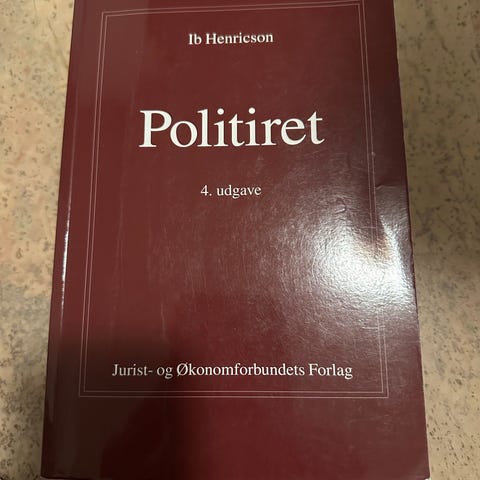 Ib Henricson
Politiret
4. udgave
Jurist- og Økonomforbundets Forlag